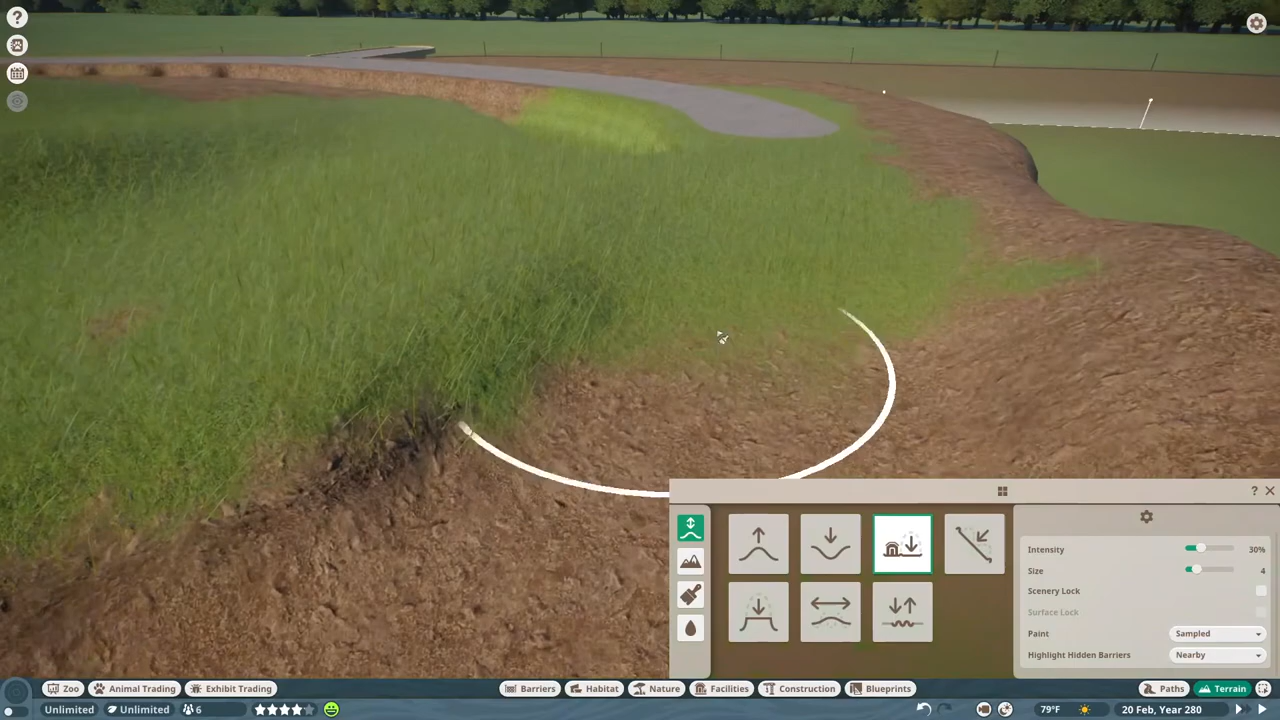 Intensity 30%
Size 4
Scenery Lock
Surface Lock
Paint Sampled
Highlight Hidden Barriers Nearby
Zoo Animal Trading Exhibit Trading Barriers Habitat Nature Facilities Construction Blueprints Paths Terrain
Unlimited Unlimited 6 79°F 20 Feb, Year 280